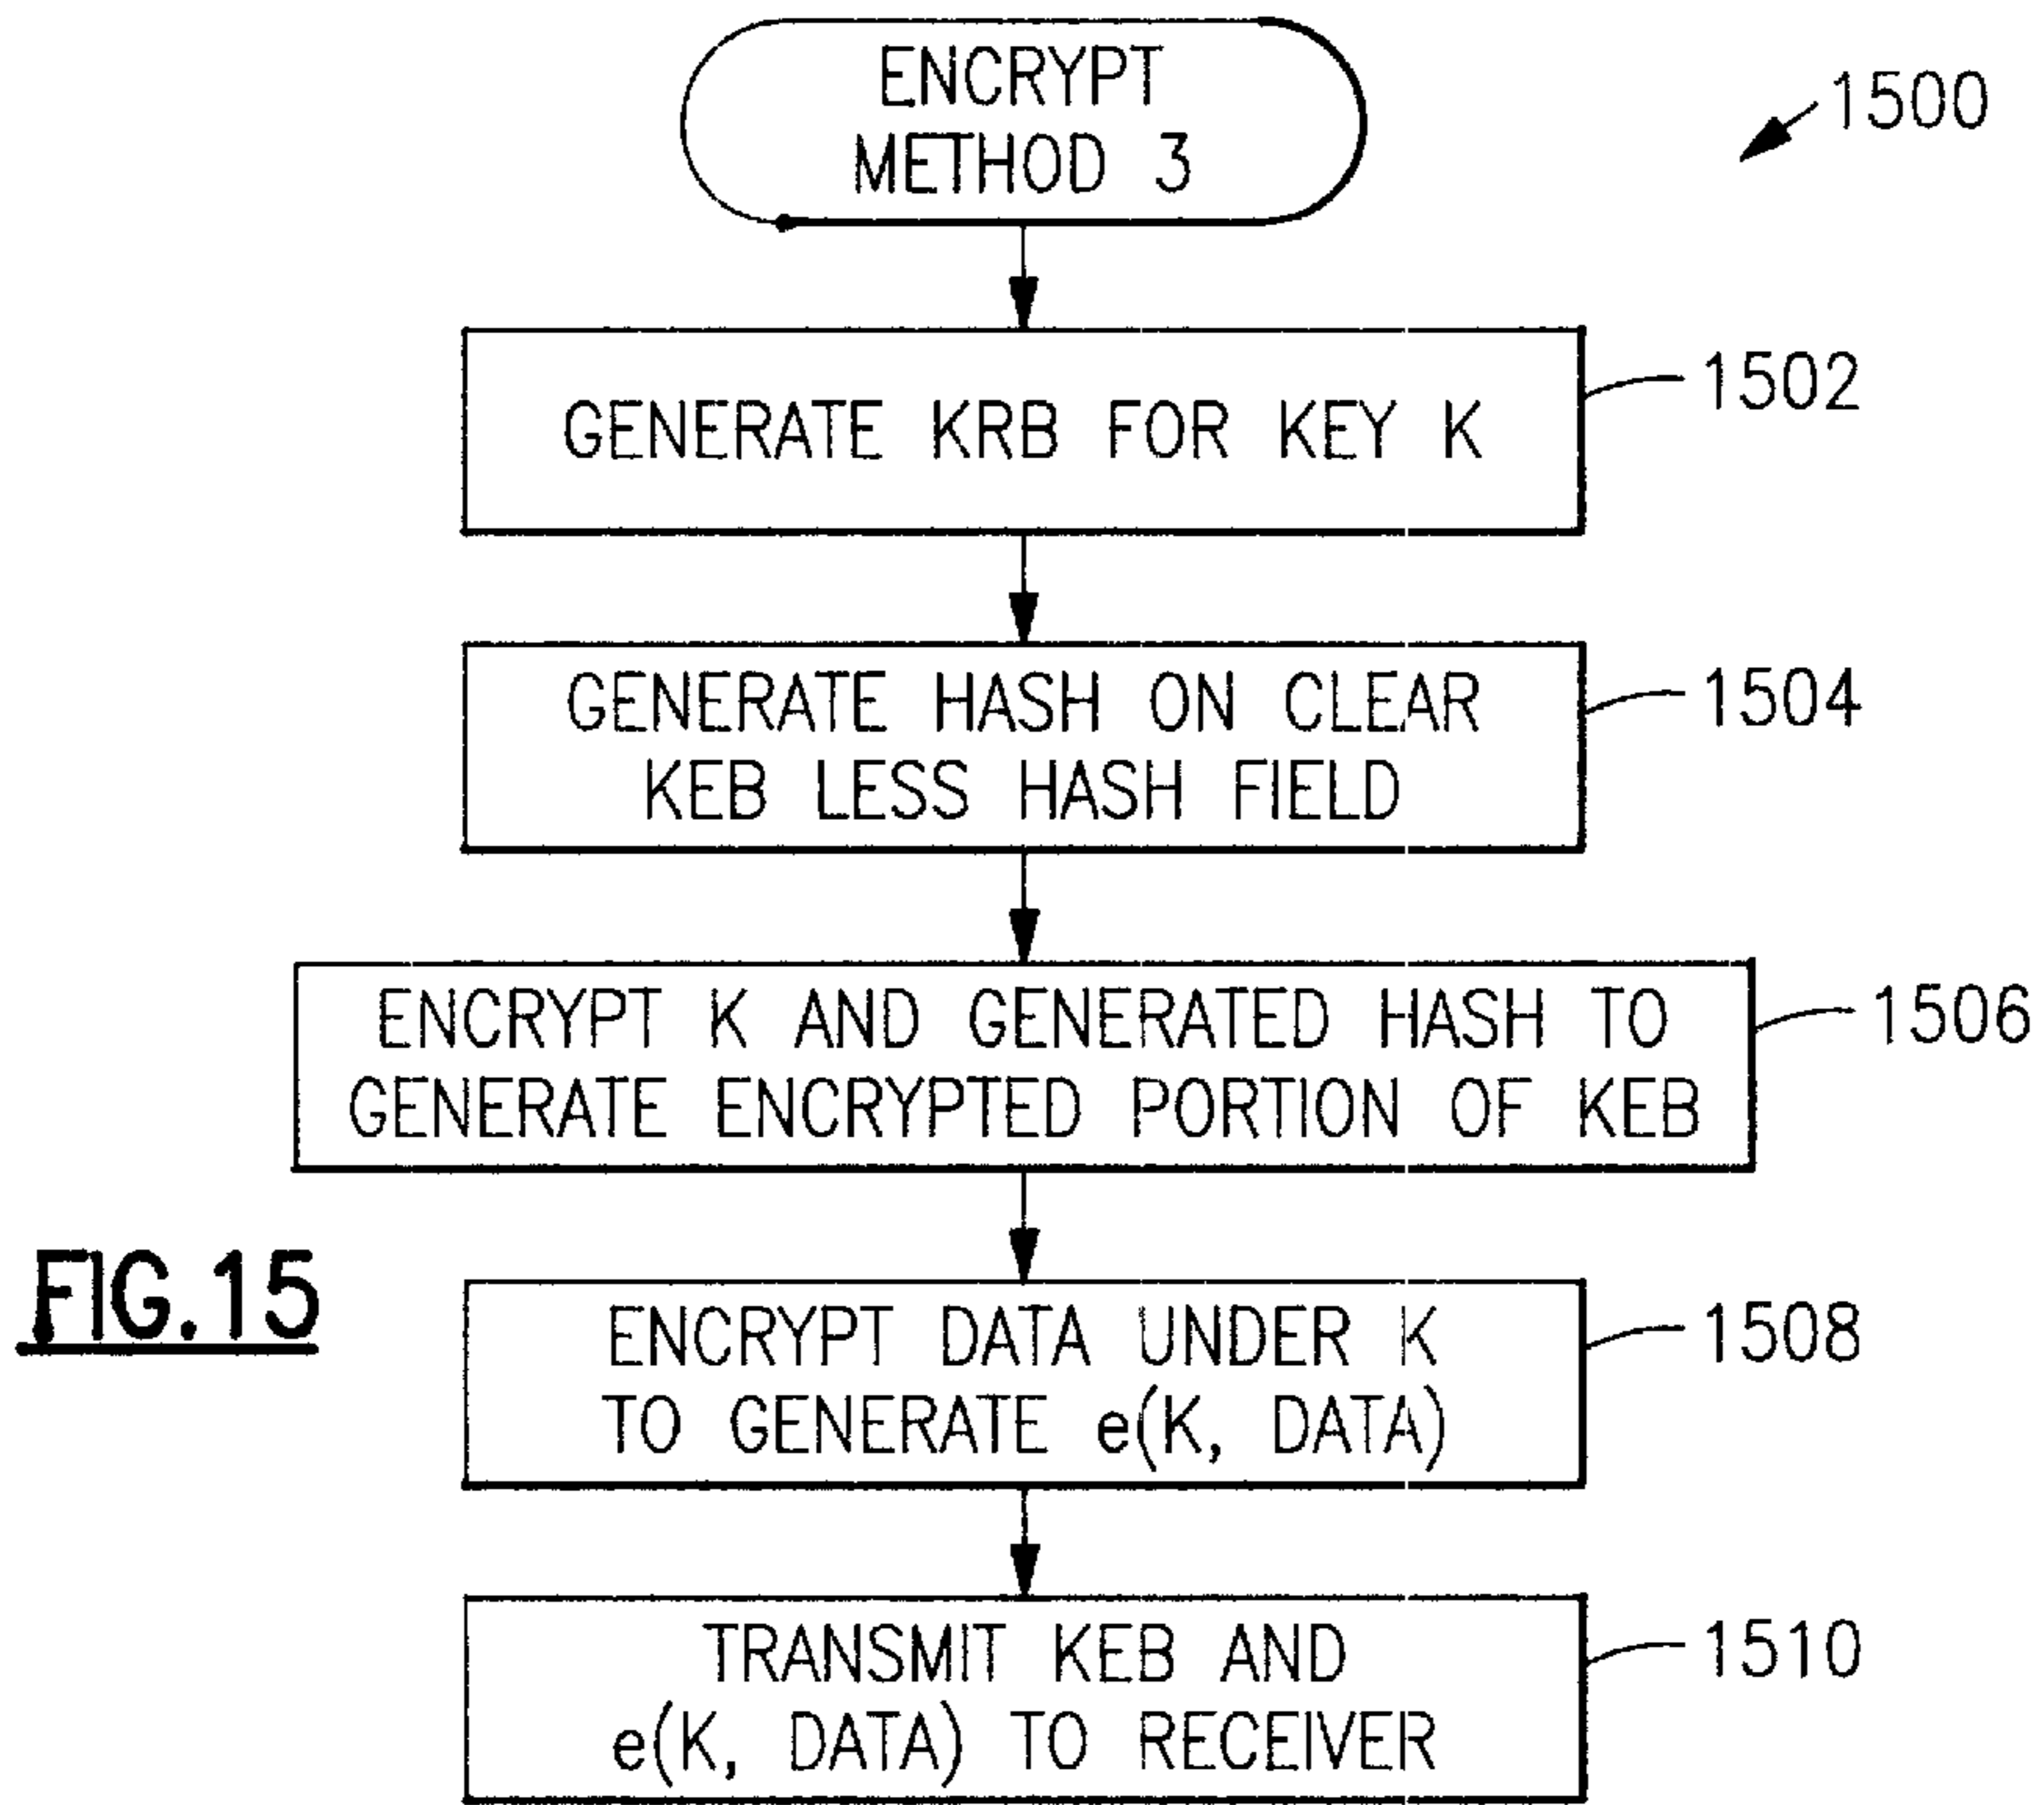 ENCRYPT
METHOD 3
1500
GENERATE KRB FOR KEY K
1502
GENERATE HASH ON CLEAR
KEB LESS HASH FIELD
1504
ENCRYPT K AND GENERATED HASH TO
GENERATE ENCRYPTED PORTION OF KEB
1506
FIG.15
ENCRYPT DATA UNDER K
TO GENERATE e(K, DATA)
1508
TRANSMIT KEB AND
e(K, DATA) TO RECEIVER
1510